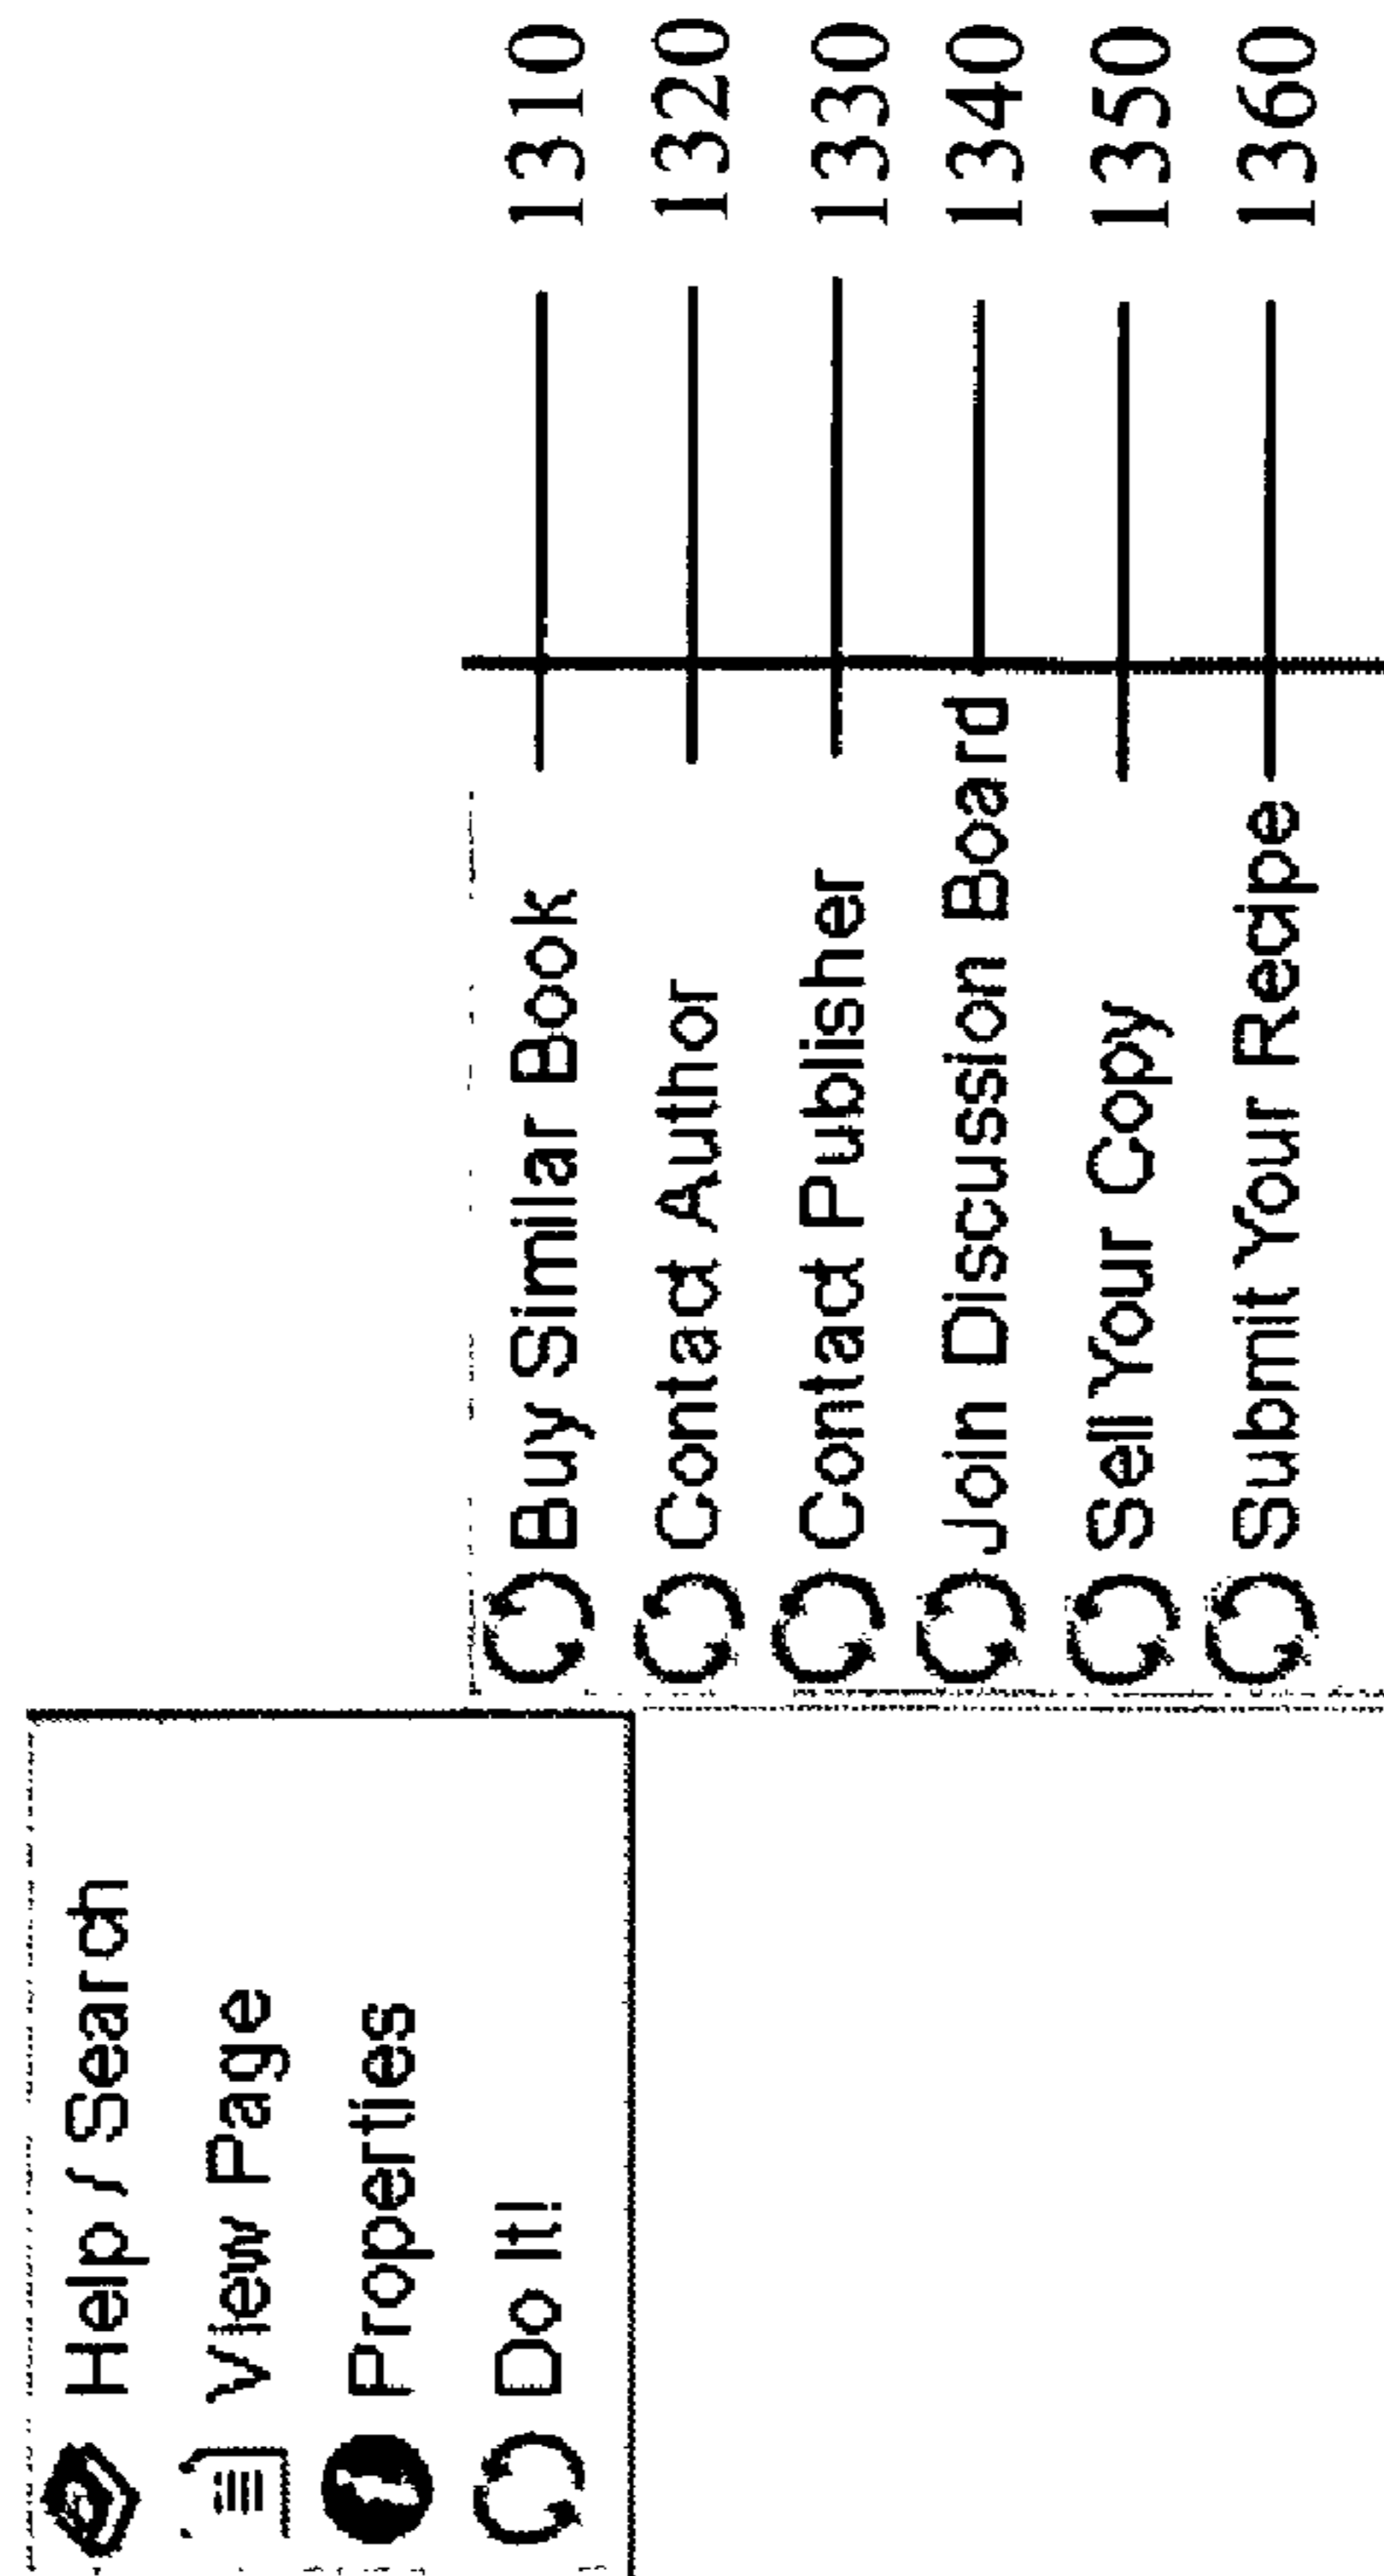 Help / Search
View Page
Properties
Do It!
Buy Similar Book 1310
Contact Author 1320
Contact Publisher 1330
Join Discussion Board 1340
Sell Your Copy 1350
Submit Your Recipe 1360